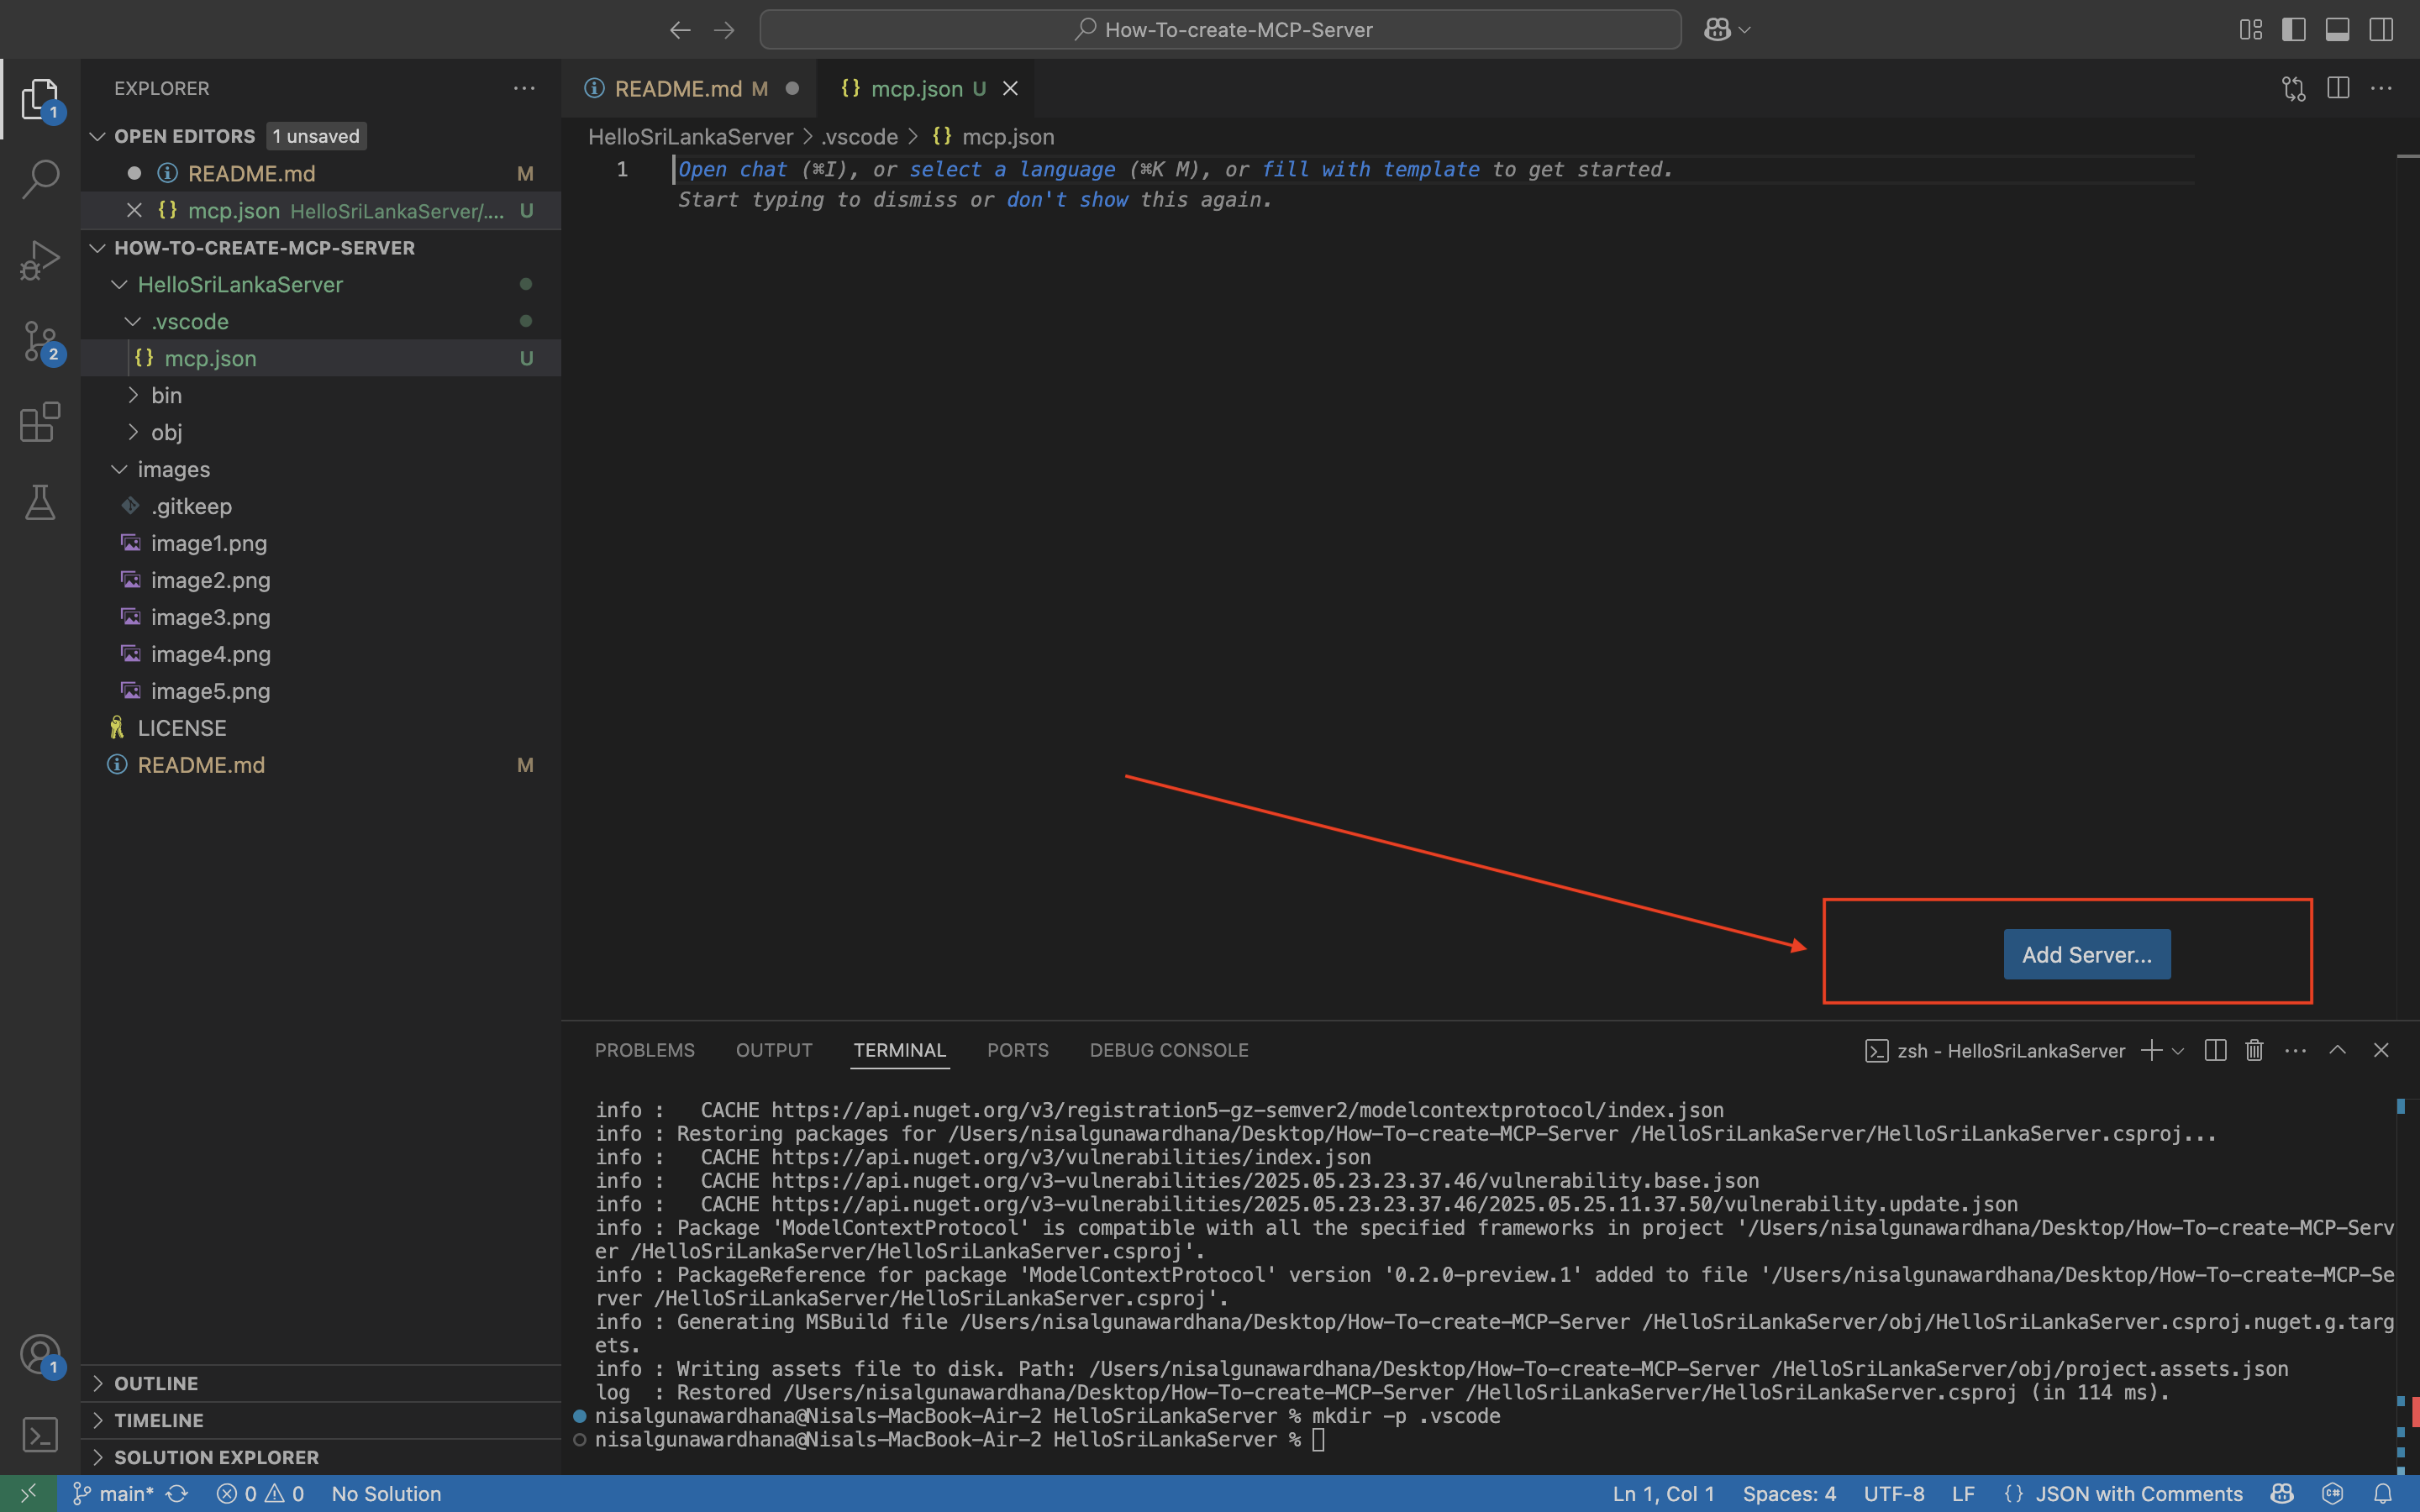 How-To-create-MCP-Server
EXPLORER
OPEN EDITORS 1 unsaved
README.md M
mcp.json HelloSriLankaServer/.... U
HOW-TO-CREATE-MCP-SERVER
HelloSriLankaServer
.vscode
mcp.json U
bin
obj
images
.gitkeep
image1.png
image2.png
image3.png
image4.png
image5.png
LICENSE
README.md M
OUTLINE
TIMELINE
SOLUTION EXPLORER
1
2
1
README.md M
mcp.json U
HelloSriLankaServer > .vscode > {} mcp.json
1 Open chat (⌘I), or select a language (⌘K M), or fill with template to get started.
Start typing to dismiss or don't show this again.
Add Server...
PROBLEMS OUTPUT TERMINAL PORTS DEBUG CONSOLE
zsh - HelloSriLankaServer
info :   CACHE https://api.nuget.org/v3/registration5-gz-semver2/modelcontextprotocol/index.json
info : Restoring packages for /Users/nisalgunawardhana/Desktop/How-To-create-MCP-Server /HelloSriLankaServer/HelloSriLankaServer.csproj...
info :   CACHE https://api.nuget.org/v3/vulnerabilities/index.json
info :   CACHE https://api.nuget.org/v3-vulnerabilities/2025.05.23.23.37.46/vulnerability.base.json
info :   CACHE https://api.nuget.org/v3-vulnerabilities/2025.05.23.23.37.46/2025.05.25.11.37.50/vulnerability.update.json
info : Package 'ModelContextProtocol' is compatible with all the specified frameworks in project '/Users/nisalgunawardhana/Desktop/How-To-create-MCP-Serv
er /HelloSriLankaServer/HelloSriLankaServer.csproj'.
info : PackageReference for package 'ModelContextProtocol' version '0.2.0-preview.1' added to file '/Users/nisalgunawardhana/Desktop/How-To-create-MCP-Se
rver /HelloSriLankaServer/HelloSriLankaServer.csproj'.
info : Generating MSBuild file /Users/nisalgunawardhana/Desktop/How-To-create-MCP-Server /HelloSriLankaServer/obj/HelloSriLankaServer.csproj.nuget.g.targ
ets.
info : Writing assets file to disk. Path: /Users/nisalgunawardhana/Desktop/How-To-create-MCP-Server /HelloSriLankaServer/obj/project.assets.json
log  : Restored /Users/nisalgunawardhana/Desktop/How-To-create-MCP-Server /HelloSriLankaServer/HelloSriLankaServer.csproj (in 114 ms).
nisalgunawardhana@Nisals-MacBook-Air-2 HelloSriLankaServer % mkdir -p .vscode
nisalgunawardhana@Nisals-MacBook-Air-2 HelloSriLankaServer %
main* 0 0 No Solution Ln 1, Col 1 Spaces: 4 UTF-8 LF {} JSON with Comments